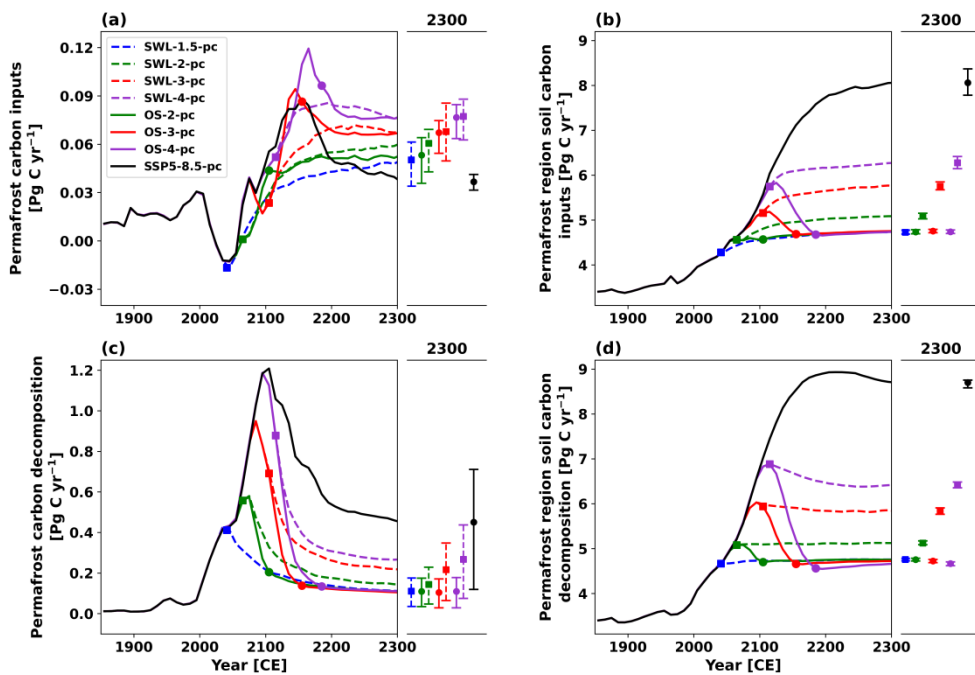 (a)
2300
Permafrost carbon inputs
[Pg C yr⁻¹]
0.12
0.09
0.06
0.03
0.00
−0.03
SWL-1.5-pc
SWL-2-pc
SWL-3-pc
SWL-4-pc
OS-2-pc
OS-3-pc
OS-4-pc
SSP5-8.5-pc
1900
2000
2100
2200
2300
(b)
2300
Permafrost region soil carbon
inputs [Pg C yr⁻¹]
9
8
7
6
5
4
1900
2000
2100
2200
2300
(c)
2300
Permafrost carbon decomposition
[Pg C yr⁻¹]
1.2
1.0
0.8
0.6
0.4
0.2
0.0
1900
2000
2100
2200
2300
Year [CE]
(d)
2300
Permafrost region soil carbon
decomposition [Pg C yr⁻¹]
9
8
7
6
5
4
1900
2000
2100
2200
2300
Year [CE]